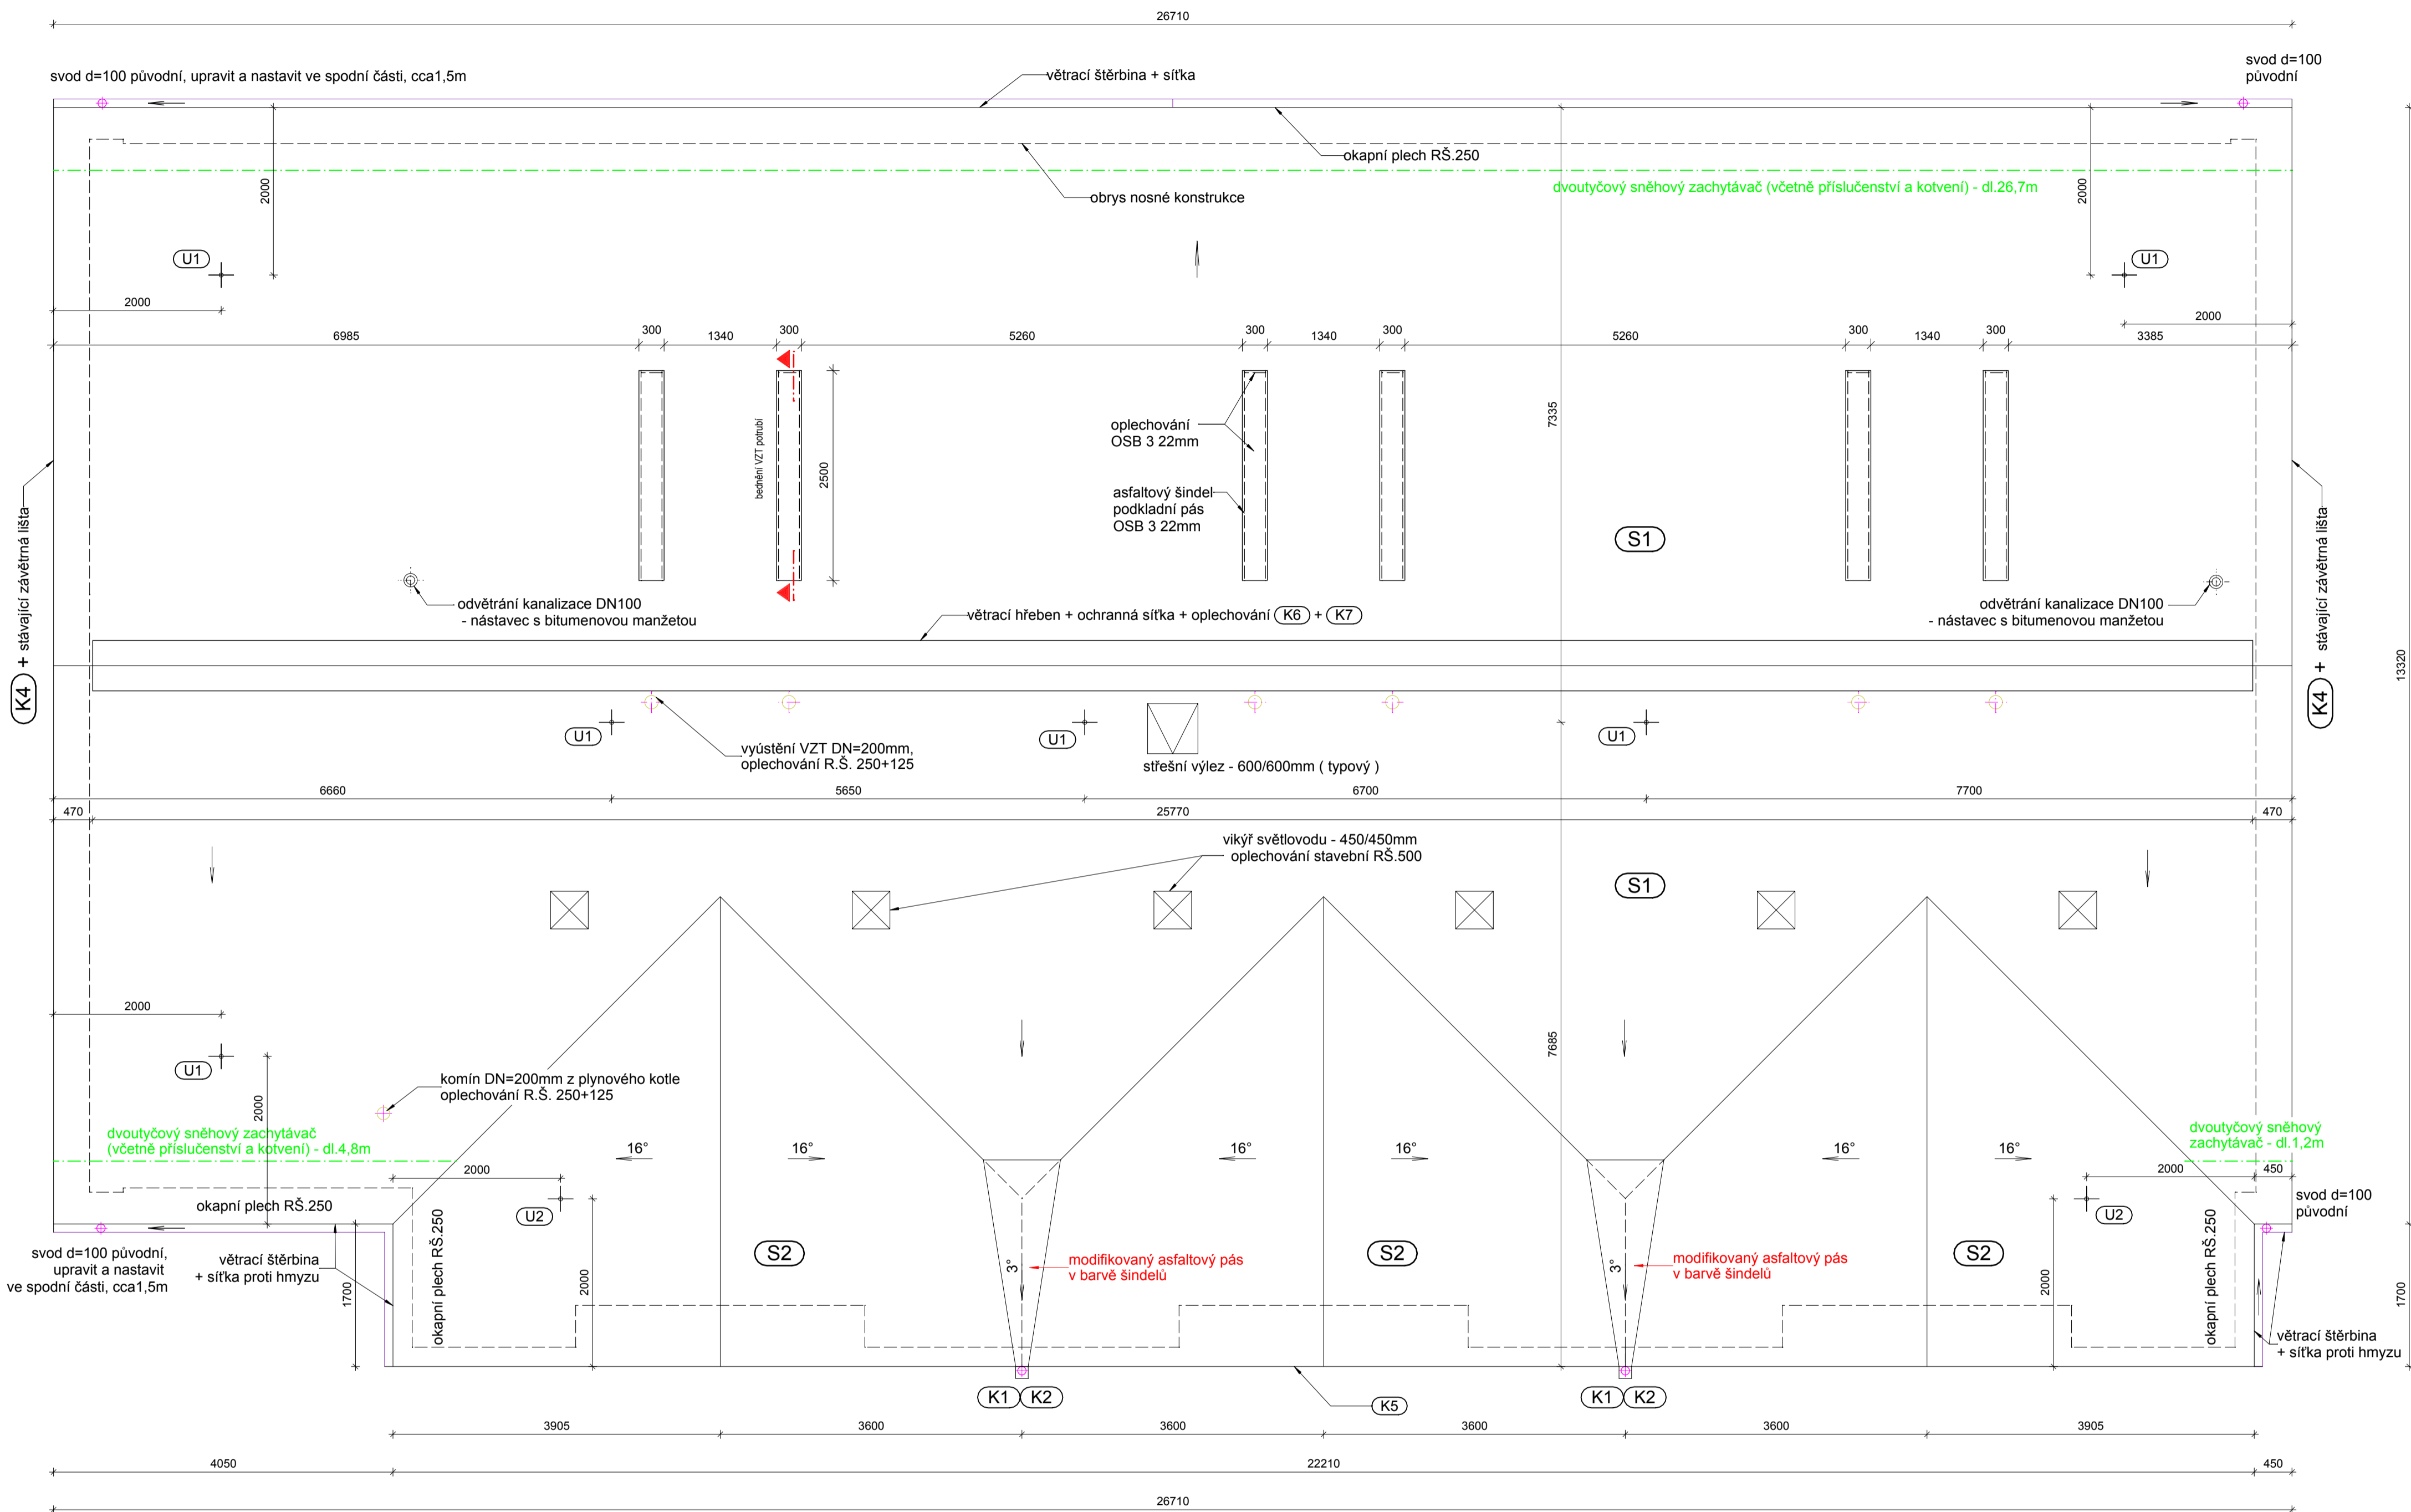 26710
svod d=100 původní, upravit a nastavit ve spodní části, cca1,5m
větrací štěrbina + síťka
svod d=100
původní
okapní plech RŠ.250
dvoutyčový sněhový zachytávač (včetně příslučenství a kotvení) - dl.26,7m
obrys nosné konstrukce
2000
2000
U1
U1
2000
2000
6985
300
1340
300
5260
300
1340
300
5260
300
1340
300
3385
7335
bednění VZT potrubí
2500
oplechování
OSB 3 22mm
asfaltový šindel
podkladní pás
OSB 3 22mm
S1
K4 + stávající závětrná lišta
K4 + stávající závětrná lišta
13320
odvětrání kanalizace DN100
- nástavec s bitumenovou manžetou
větrací hřeben + ochranná síťka + oplechování K6 + K7
odvětrání kanalizace DN100
- nástavec s bitumenovou manžetou
U1
U1
U1
vyústění VZT DN=200mm,
oplechování R.Š. 250+125
střešní výlez - 600/600mm ( typový )
6660
5650
6700
7700
470
25770
470
vikýř světlovodu - 450/450mm
oplechování stavební RŠ.500
S1
2000
U1
2000
7685
komín DN=200mm z plynového kotle
oplechování R.Š. 250+125
dvoutyčový sněhový zachytávač
(včetně příslučenství a kotvení) - dl.4,8m
dvoutyčový sněhový
zachytávač - dl.1,2m
16°
16°
16°
16°
16°
16°
2000
2000
450
okapní plech RŠ.250
svod d=100
původní
U2
U2
okapní plech RŠ.250
okapní plech RŠ.250
svod d=100 původní,
upravit a nastavit
ve spodní části, cca1,5m
větrací štěrbina
+ síťka proti hmyzu
1700
2000
S2
S2
S2
3°
modifikovaný asfaltový pás
v barvě šindelů
3°
modifikovaný asfaltový pás
v barvě šindelů
2000
1700
větrací štěrbina
+ síťka proti hmyzu
K1 K2
K1 K2
K5
3905
3600
3600
3600
3600
3905
4050
22210
450
26710